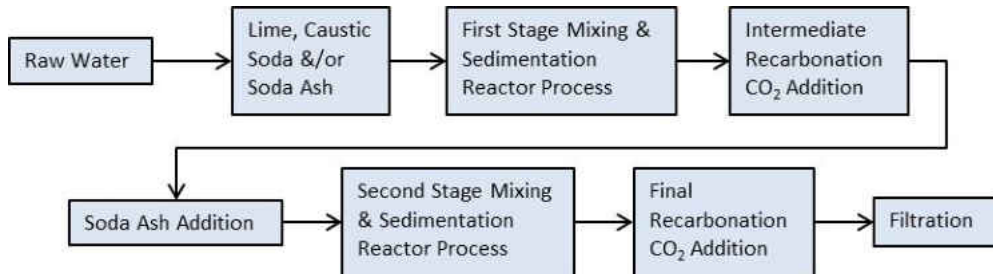 Raw Water
Lime, Caustic
Soda &/or
Soda Ash
First Stage Mixing &
Sedimentation
Reactor Process
Intermediate
Recarbonation
CO₂ Addition
Soda Ash Addition
Second Stage Mixing
& Sedimentation
Reactor Process
Final
Recarbonation
CO₂ Addition
Filtration